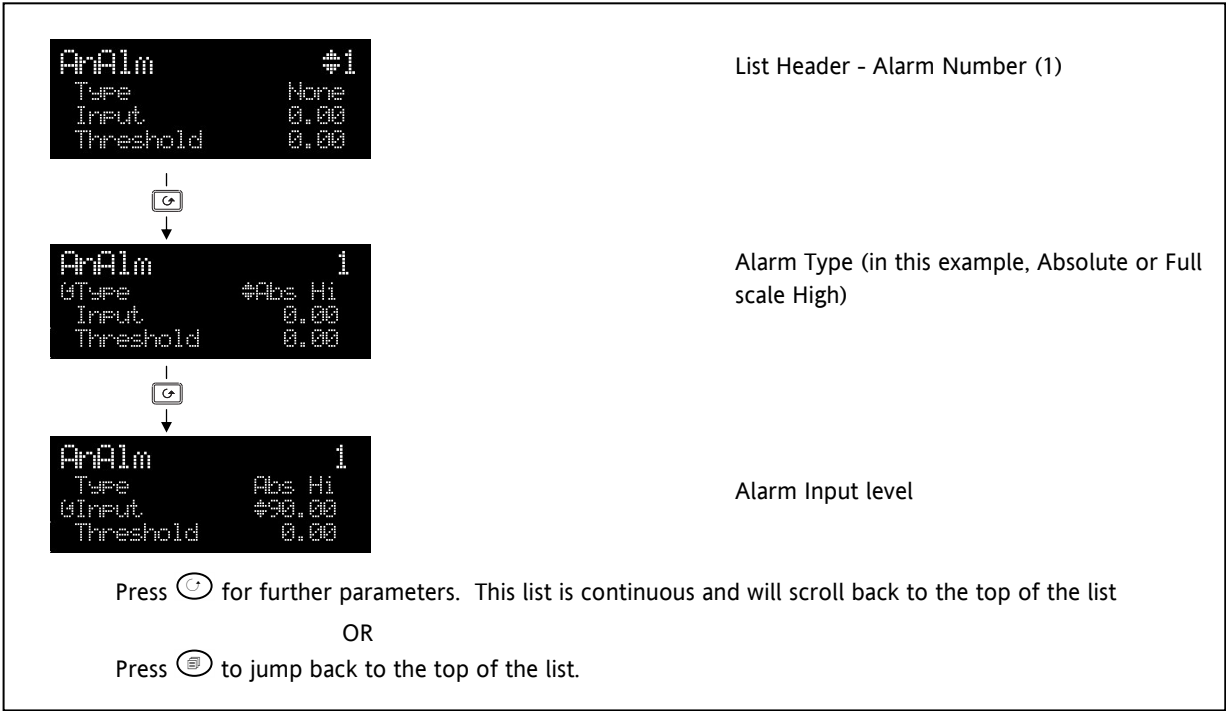 AnAlm 1
Type None
Input 0.00
Threshold 0.00
List Header - Alarm Number (1)
AnAlm 1
Type Abs Hi
Input 0.00
Threshold 0.00
Alarm Type (in this example, Absolute or Full
scale High)
AnAlm 1
Type Abs Hi
Input 90.00
Threshold 0.00
Alarm Input level
Press for further parameters. This list is continuous and will scroll back to the top of the list
OR
Press to jump back to the top of the list.